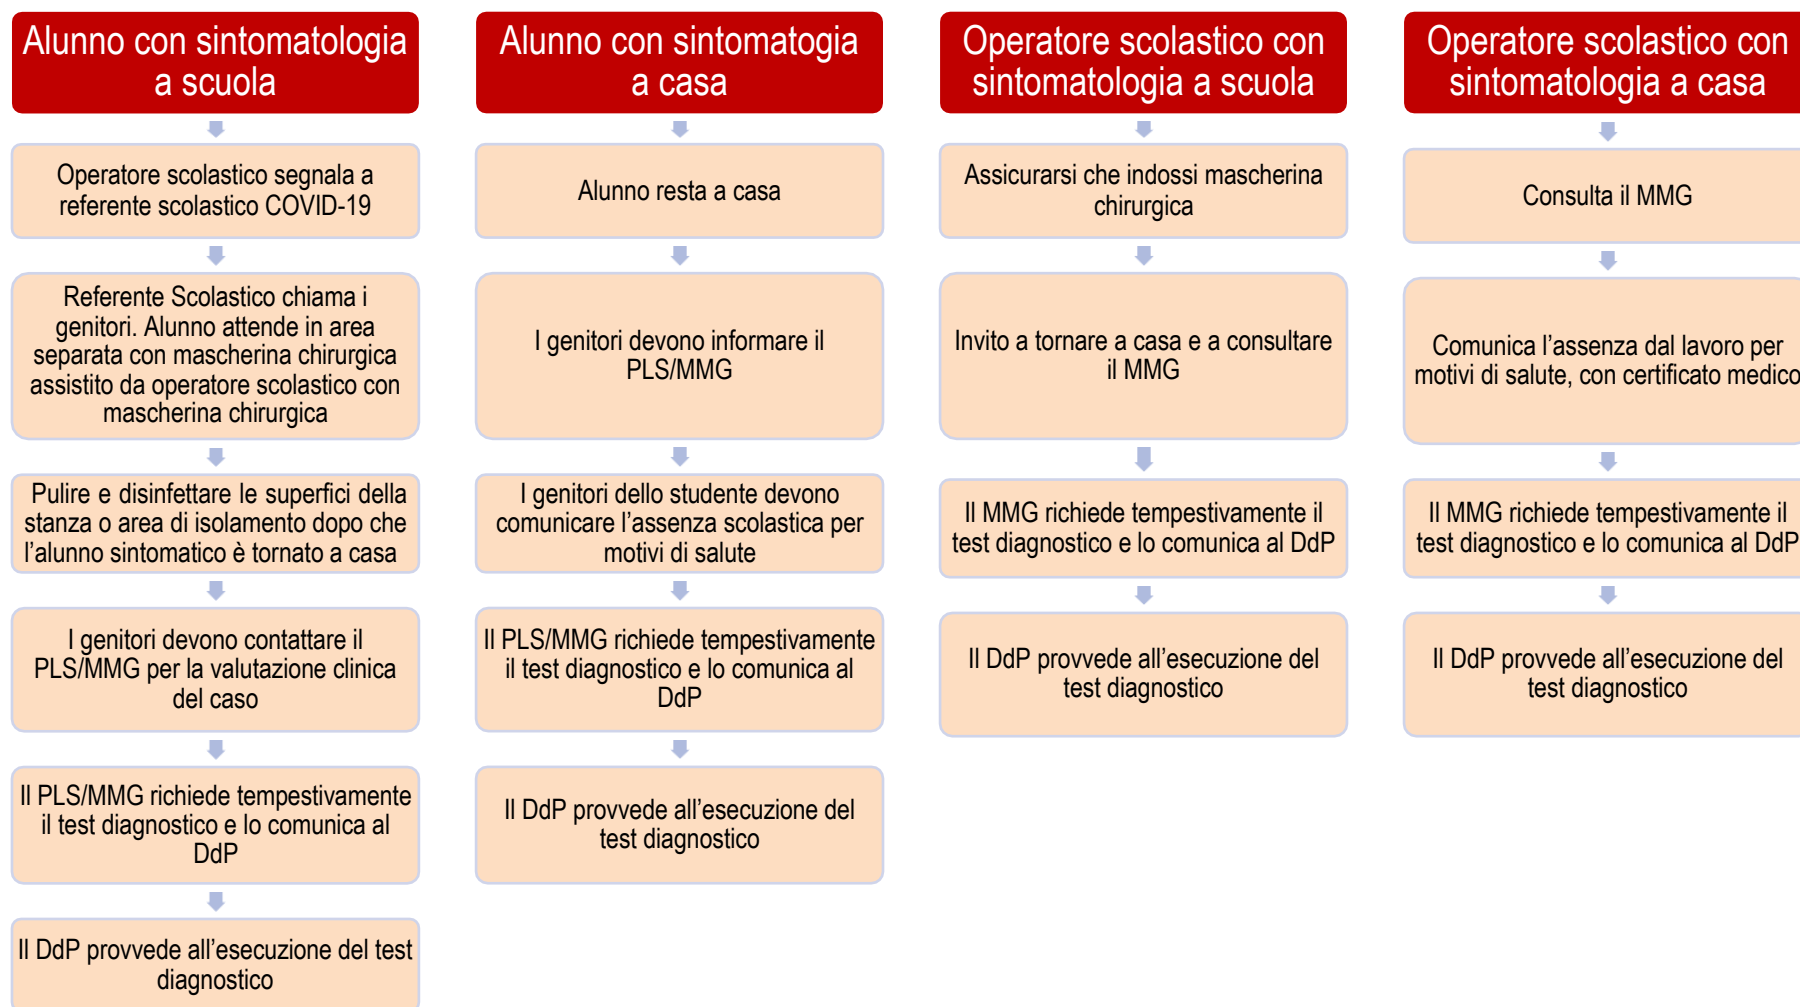 Alunno con sintomatologia
a scuola
Operatore scolastico segnala a
referente scolastico COVID-19
Referente Scolastico chiama i
genitori. Alunno attende in area
separata con mascherina chirurgica
assistito da operatore scolastico con
mascherina chirurgica
Pulire e disinfettare le superfici della
stanza o area di isolamento dopo che
l’alunno sintomatico è tornato a casa
I genitori devono contattare il
PLS/MMG per la valutazione clinica
del caso
Il PLS/MMG richiede tempestivamente
il test diagnostico e lo comunica al
DdP
Il DdP provvede all’esecuzione del test
diagnostico
Alunno con sintomatogia
a casa
Alunno resta a casa
I genitori devono informare il
PLS/MMG
I genitori dello studente devono
comunicare l’assenza scolastica per
motivi di salute
Il PLS/MMG richiede tempestivamente
il test diagnostico e lo comunica al
DdP
Il DdP provvede all’esecuzione del
test diagnostico
Operatore scolastico con
sintomatologia a scuola
Assicurarsi che indossi mascherina
chirurgica
Invito a tornare a casa e a consultare
il MMG
Il MMG richiede tempestivamente il
test diagnostico e lo comunica al DdP
Il DdP provvede all’esecuzione del
test diagnostico
Operatore scolastico con
sintomatologia a casa
Consulta il MMG
Comunica l’assenza dal lavoro per
motivi di salute, con certificato medico
Il MMG richiede tempestivamente il
test diagnostico e lo comunica al DdP
Il DdP provvede all’esecuzione del
test diagnostico